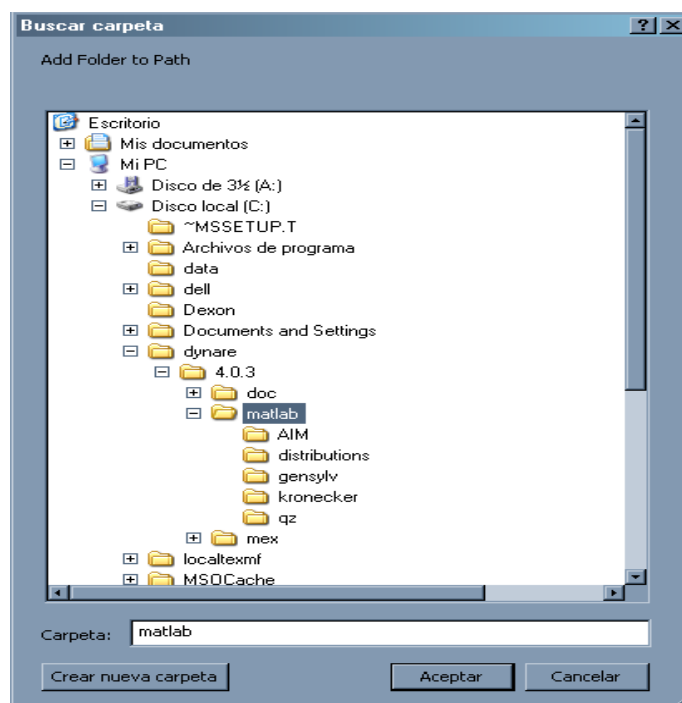 Buscar carpeta
Add Folder to Path
Escritorio
Mis documentos
Mi PC
Disco de 3½ (A:)
Disco local (C:)
~MSSETUP.T
Archivos de programa
data
dell
Dexon
Documents and Settings
dynare
4.0.3
doc
matlab
AIM
distributions
gensylv
kronecker
qz
mex
localtexmf
MSOCache
Carpeta: matlab
Crear nueva carpeta Aceptar Cancelar